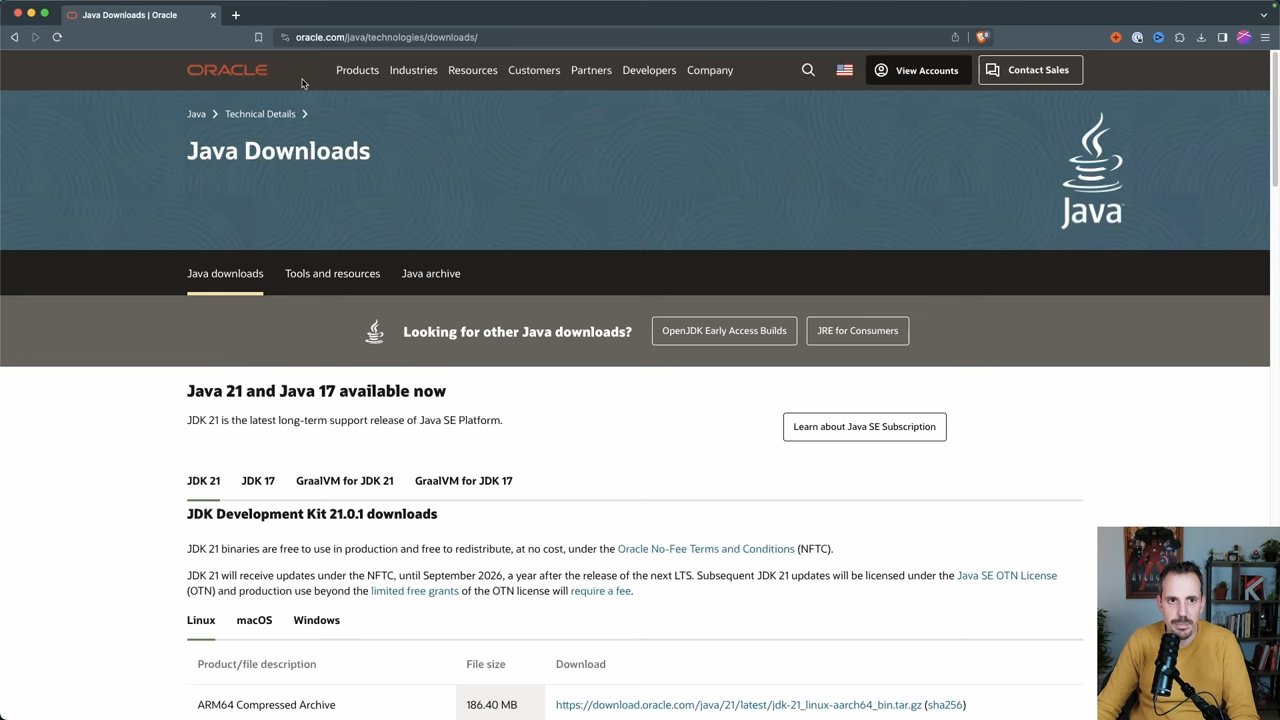 Java Downloads | Oracle
oracle.com/java/technologies/downloads/
6
ORACLE
Products Industries Resources Customers Partners Developers Company
View Accounts
Contact Sales
Java Technical Details
Java Downloads
Java
Java downloads Tools and resources Java archive
Looking for other Java downloads? OpenJDK Early Access Builds JRE for Consumers
Java 21 and Java 17 available now
JDK 21 is the latest long-term support release of Java SE Platform.
Learn about Java SE Subscription
JDK 21 JDK 17 GraalVM for JDK 21 GraalVM for JDK 17
JDK Development Kit 21.0.1 downloads
JDK 21 binaries are free to use in production and free to redistribute, at no cost, under the Oracle No-Fee Terms and Conditions (NFTC).
JDK 21 will receive updates under the NFTC, until September 2026, a year after the release of the next LTS. Subsequent JDK 21 updates will be licensed under the Java SE OTN License
(OTN) and production use beyond the limited free grants of the OTN license will require a fee.
Linux macOS Windows
Product/file description File size Download
ARM64 Compressed Archive 186.40 MB https://download.oracle.com/java/21/latest/jdk-21_linux-aarch64_bin.tar.gz (sha256)